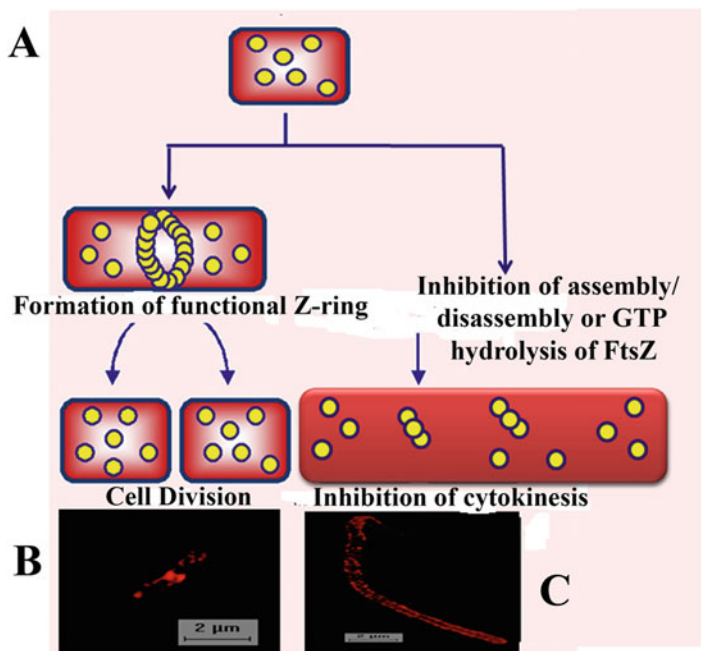 A
Formation of functional Z-ring
Inhibition of assembly/
disassembly or GTP
hydrolysis of FtsZ
Cell Division
Inhibition of cytokinesis
B
2 μm
C